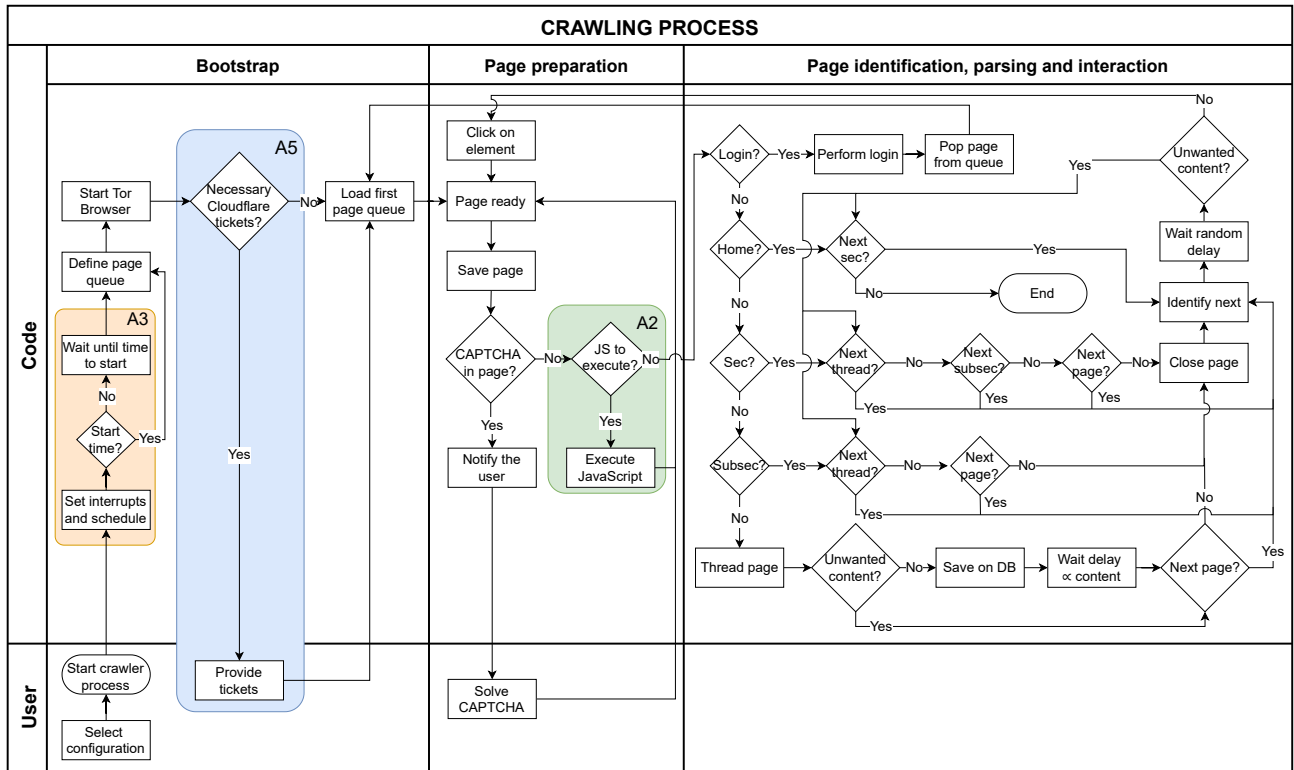 CRAWLING PROCESS
Bootstrap
Page preparation
Page identification, parsing and interaction
Code
User
A5
Necessary
Cloudflare
tickets?
No
Yes
Start Tor
Browser
Define page
queue
A3
Wait until time
to start
No
Start
time?
Yes
Set interrupts
and schedule
Start crawler
process
Select
configuration
Provide
tickets
Load first
page queue
Click on
element
Page ready
Save page
CAPTCHA
in page?
No
Yes
Notify the
user
Solve
CAPTCHA
A2
JS to
execute?
No
Yes
Execute
JavaScript
Login?
Yes
Perform login
Pop page
from queue
No
Home?
Yes
Next
sec?
Yes
No
End
No
Sec?
Yes
Next
thread?
No
Next
subsec?
No
Next
page?
No
Close page
Yes
Yes
Yes
No
Subsec?
Yes
Next
thread?
No
Next
page?
No
Yes
Yes
No
Thread page
Unwanted
content?
No
Save on DB
Wait delay
∝ content
Next page?
Yes
No
Yes
Identify next
Wait random
delay
Unwanted
content?
Yes
No